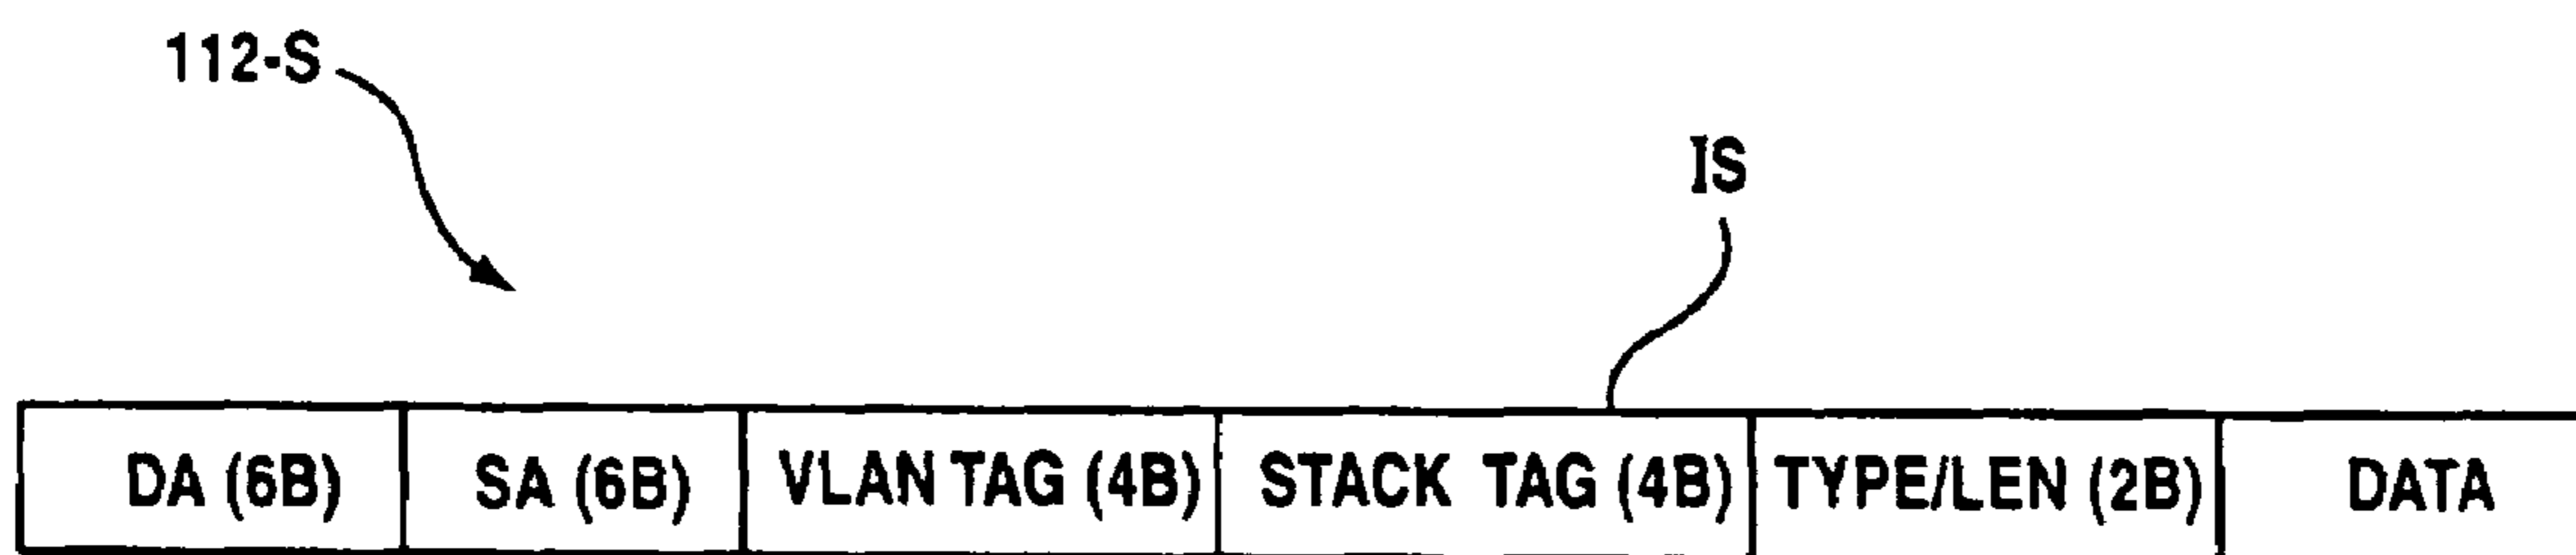 112-S
IS
DA (6B) SA (6B) VLAN TAG (4B) STACK TAG (4B) TYPE/LEN (2B) DATA